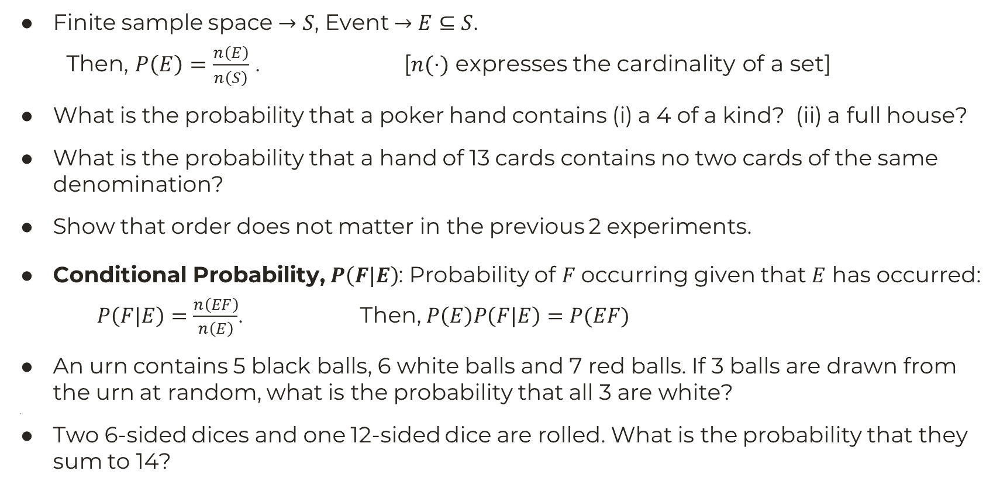 ● Finite sample space → S, Event → E ⊆ S.
Then, P(E) = n(E)/n(S) . [n(·) expresses the cardinality of a set]
● What is the probability that a poker hand contains (i) a 4 of a kind? (ii) a full house?
● What is the probability that a hand of 13 cards contains no two cards of the same
denomination?
● Show that order does not matter in the previous 2 experiments.
● Conditional Probability, P(F|E): Probability of F occurring given that E has occurred:
P(F|E) = n(EF)/n(E). Then, P(E)P(F|E) = P(EF)
● An urn contains 5 black balls, 6 white balls and 7 red balls. If 3 balls are drawn from
the urn at random, what is the probability that all 3 are white?
● Two 6-sided dices and one 12-sided dice are rolled. What is the probability that they
sum to 14?